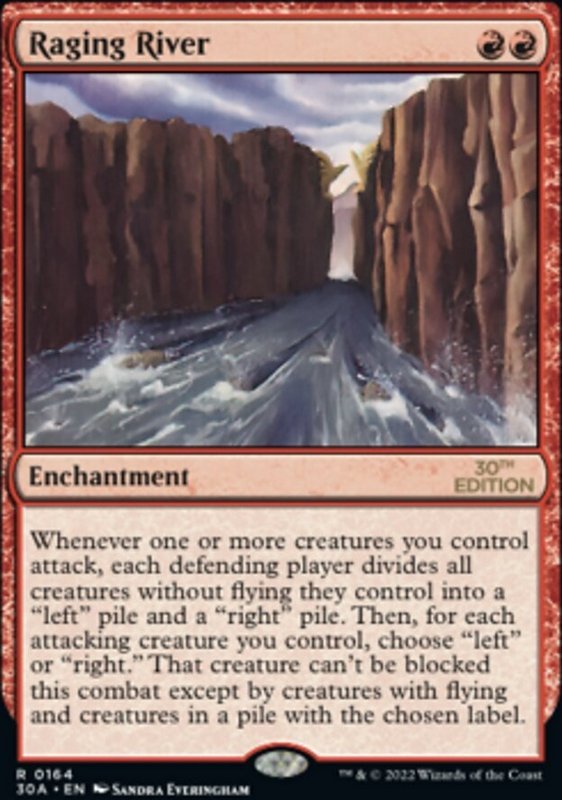 Raging River
Enchantment
30TH
EDITION
Whenever one or more creatures you control
attack, each defending player divides all
creatures without flying they control into a
“left” pile and a “right” pile. Then, for each
attacking creature you control, choose “left”
or “right.” That creature can’t be blocked
this combat except by creatures with flying
and creatures in a pile with the chosen label.
R 0164
30A • EN Sandra Everingham
™ & © 2022 Wizards of the Coast